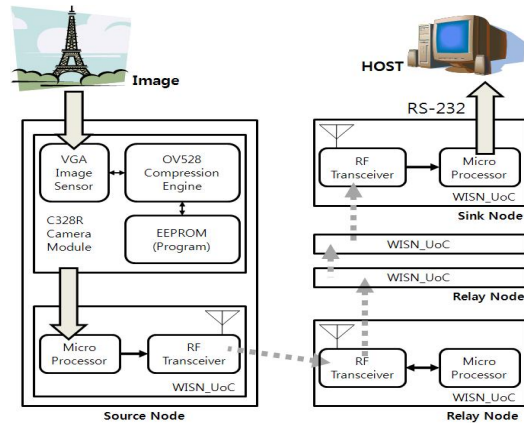 Image
HOST
RS-232
VGA
Image
Sensor
OV528
Compression
Engine
C328R
Camera
Module
EEPROM
(Program)
Micro
Processor
RF
Transceiver
WISN_UoC
Source Node
RF
Transceiver
Micro
Processor
WISN_UoC
Sink Node
WISN_UoC
WISN_UoC
Relay Node
RF
Transceiver
Micro
Processor
WISN_UoC
Relay Node